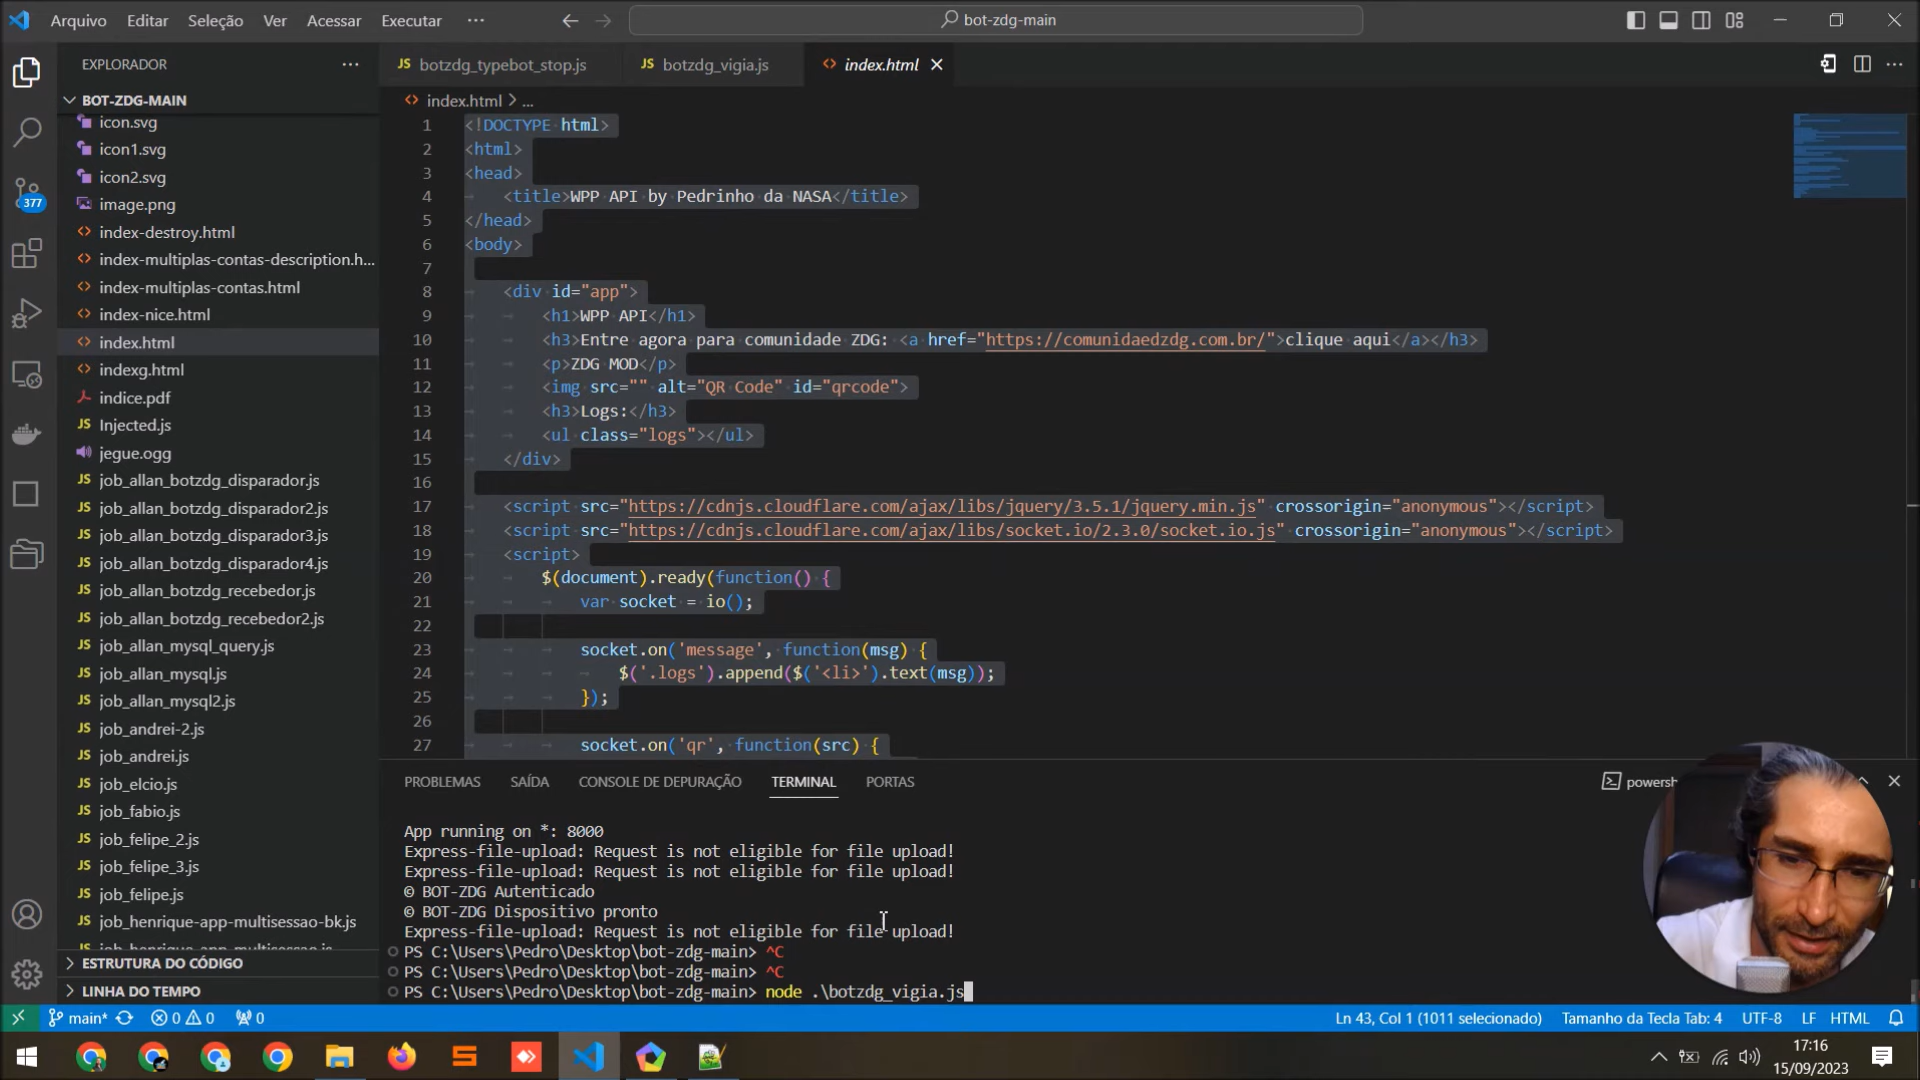 Arquivo Editar Seleção Ver Acessar Executar ··· bot-zdg-main
EXPLORADOR ···
BOT-ZDG-MAIN
icon.svg
icon1.svg
icon2.svg
image.png
index-destroy.html
index-multiplas-contas-description.h...
index-multiplas-contas.html
index-nice.html
index.html
indexg.html
indice.pdf
Injected.js
jegue.ogg
job_allan_botzdg_disparador.js
job_allan_botzdg_disparador2.js
job_allan_botzdg_disparador3.js
job_allan_botzdg_disparador4.js
job_allan_botzdg_recebedor.js
job_allan_botzdg_recebedor2.js
job_allan_mysql_query.js
job_allan_mysql.js
job_allan_mysql2.js
job_andrei-2.js
job_andrei.js
job_elcio.js
job_fabio.js
job_felipe_2.js
job_felipe_3.js
job_felipe.js
job_henrique-app-multisessao-bk.js
ESTRUTURA DO CÓDIGO
LINHA DO TEMPO
377
JS botzdg_typebot_stop.js JS botzdg_vigia.js <> index.html
<> index.html > ...
1 <!DOCTYPE html>
2 <html>
3 <head>
4 <title>WPP API by Pedrinho da NASA</title>
5 </head>
6 <body>
7
8 <div id="app">
9 <h1>WPP API</h1>
10 <h3>Entre agora para comunidade ZDG: <a href="https://comunidaedzdg.com.br/">clique aqui</a></h3>
11 <p>ZDG MOD</p>
12 <img src="" alt="QR Code" id="qrcode">
13 <h3>Logs:</h3>
14 <ul class="logs"></ul>
15 </div>
16
17 <script src="https://cdnjs.cloudflare.com/ajax/libs/jquery/3.5.1/jquery.min.js" crossorigin="anonymous"></script>
18 <script src="https://cdnjs.cloudflare.com/ajax/libs/socket.io/2.3.0/socket.io.js" crossorigin="anonymous"></script>
19 <script>
20 $(document).ready(function() {
21 var socket = io();
22
23 socket.on('message', function(msg) {
24 $('.logs').append($('<li>').text(msg));
25 });
26
27 socket.on('qr', function(src) {
PROBLEMAS SAÍDA CONSOLE DE DEPURAÇÃO TERMINAL PORTAS powersh
App running on *: 8000
Express-file-upload: Request is not eligible for file upload!
Express-file-upload: Request is not eligible for file upload!
© BOT-ZDG Autenticado
© BOT-ZDG Dispositivo pronto
Express-file-upload: Request is not eligible for file upload!
PS C:\Users\Pedro\Desktop\bot-zdg-main> ^C
PS C:\Users\Pedro\Desktop\bot-zdg-main> ^C
PS C:\Users\Pedro\Desktop\bot-zdg-main> node .\botzdg_vigia.js
main* 0 0 0 Ln 43, Col 1 (1011 selecionado) Tamanho da Tecla Tab: 4 UTF-8 LF HTML
17:16
15/09/2023